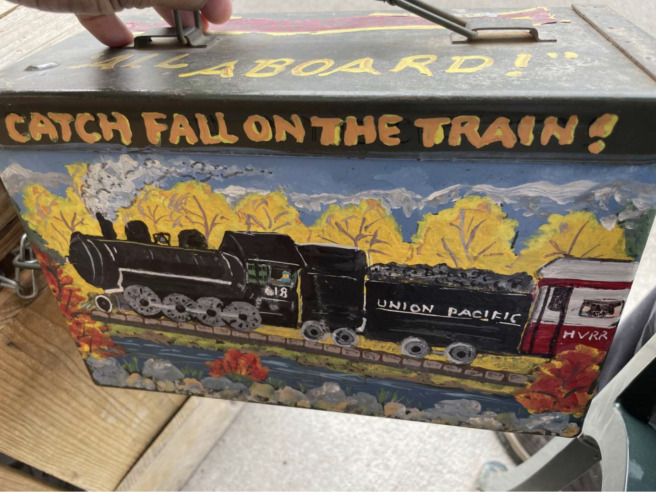 ALL ABOARD!"
CATCH FALL ON THE TRAIN!
618
UNION PACIFIC
HVRR